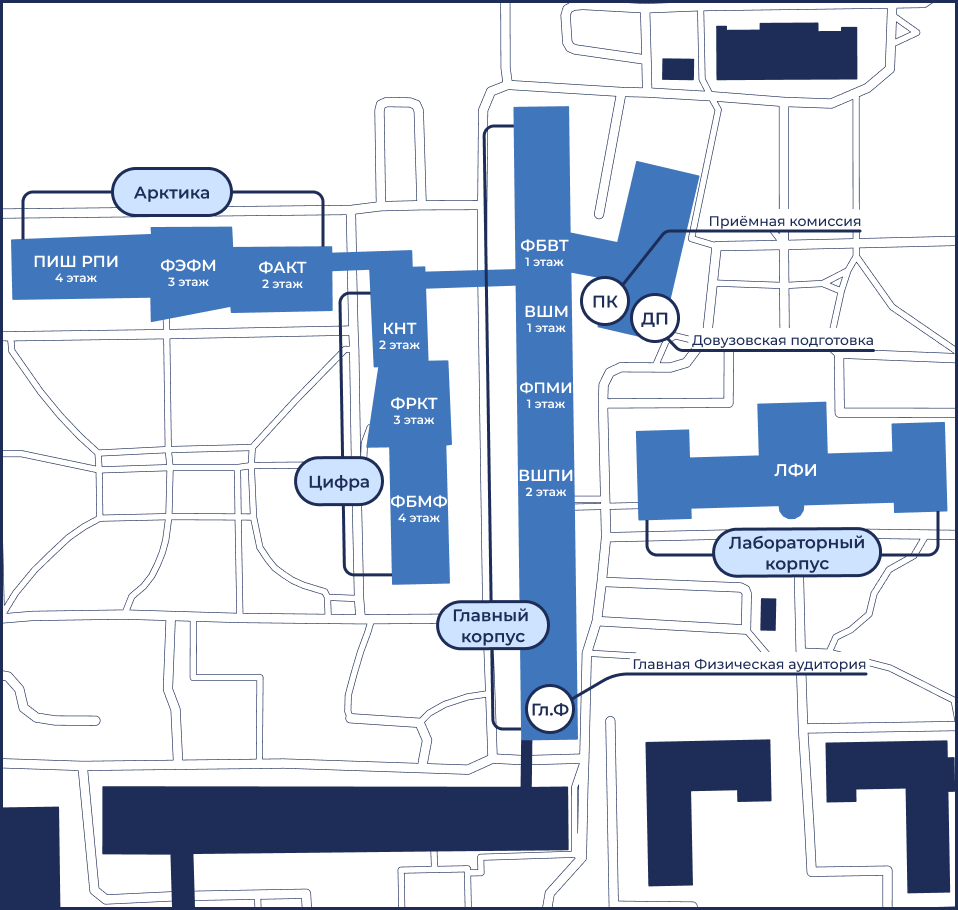 Арктика
Приёмная комиссия
ПИШ РПИ
4 этаж
ФЭФМ
3 этаж
ФАКТ
2 этаж
ФБВТ
1 этаж
ПК
ДП
ВШМ
1 этаж
КНТ
2 этаж
Довузовская подготовка
ФПМИ
1 этаж
ФРКТ
3 этаж
ЛФИ
ВШПИ
2 этаж
Цифра
ФБМФ
4 этаж
Лабораторный
корпус
Главный
корпус
Главная Физическая аудитория
Гл.Ф